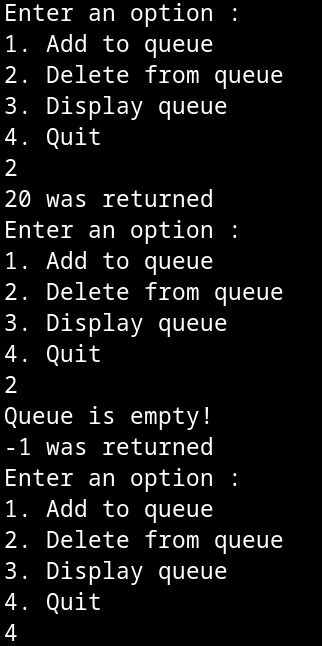 Enter an option :
1. Add to queue
2. Delete from queue
3. Display queue
4. Quit
2
20 was returned
Enter an option :
1. Add to queue
2. Delete from queue
3. Display queue
4. Quit
2
Queue is empty!
-1 was returned
Enter an option :
1. Add to queue
2. Delete from queue
3. Display queue
4. Quit
4